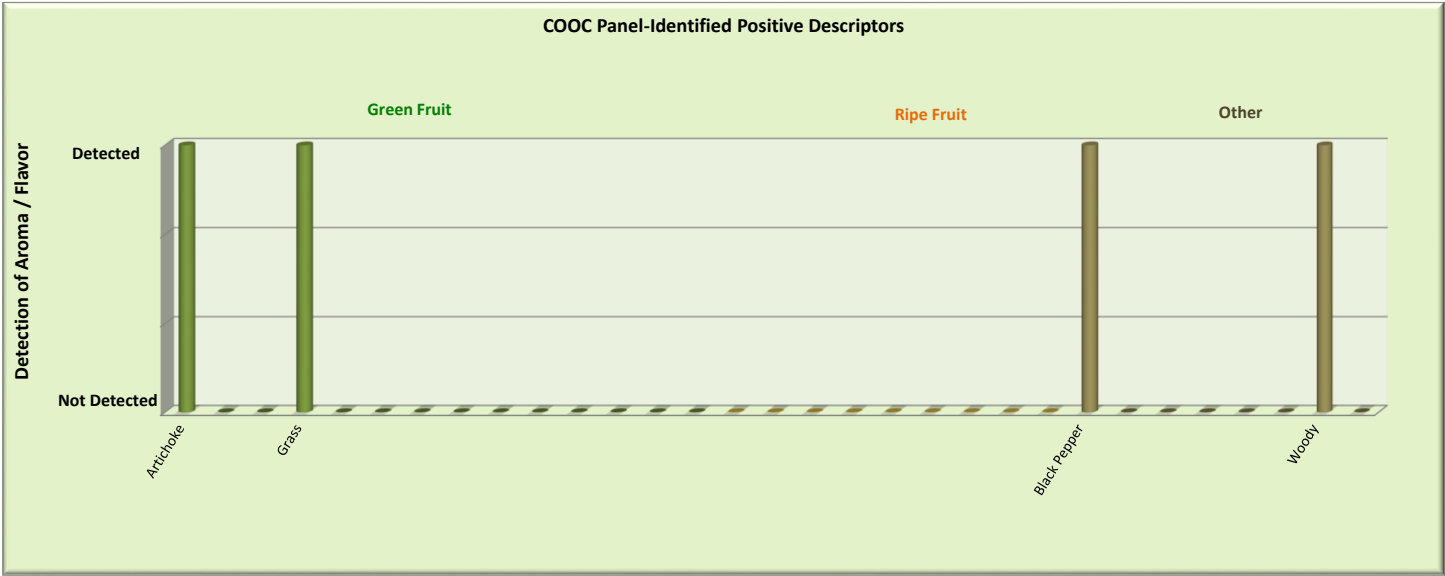 COOC Panel-Identified Positive Descriptors
Green Fruit
Ripe Fruit
Other
Detection of Aroma / Flavor
Detected
Not Detected
Artichoke
Grass
Black Pepper
Woody